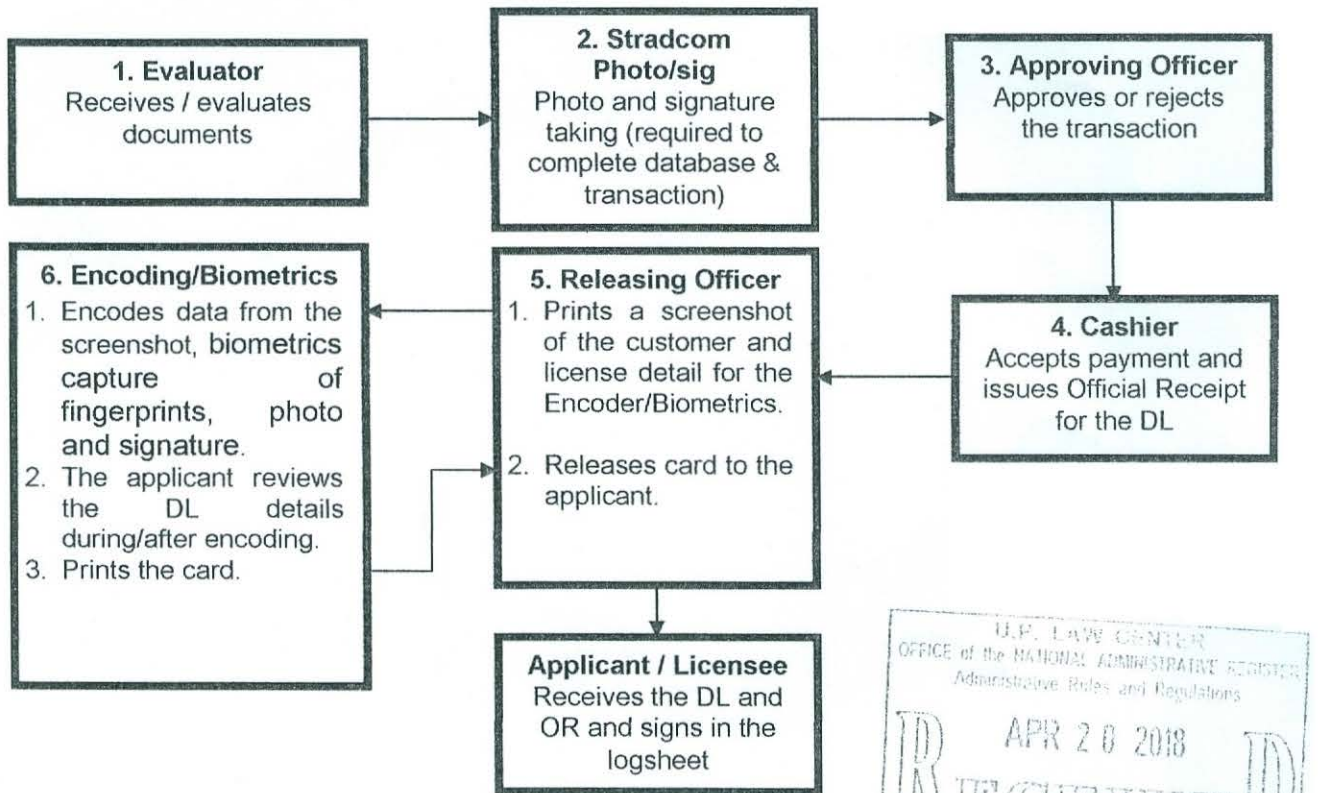 1. Evaluator
Receives / evaluates
documents
2. Stradcom
Photo/sig
Photo and signature
taking (required to
complete database &
transaction)
3. Approving Officer
Approves or rejects
the transaction
4. Cashier
Accepts payment and
issues Official Receipt
for the DL
5. Releasing Officer
1. Prints a screenshot
of the customer and
license detail for the
Encoder/Biometrics.
2. Releases card to the
applicant.
6. Encoding/Biometrics
1. Encodes data from the
screenshot, biometrics
capture of
fingerprints, photo
and signature.
2. The applicant reviews
the DL details
during/after encoding.
3. Prints the card.
Applicant / Licensee
Receives the DL and
OR and signs in the
logsheet
U.P. LAW CENTER
OFFICE of the NATIONAL ADMINISTRATIVE REGISTER
Administrative Rules and Regulations
APR 2 2018